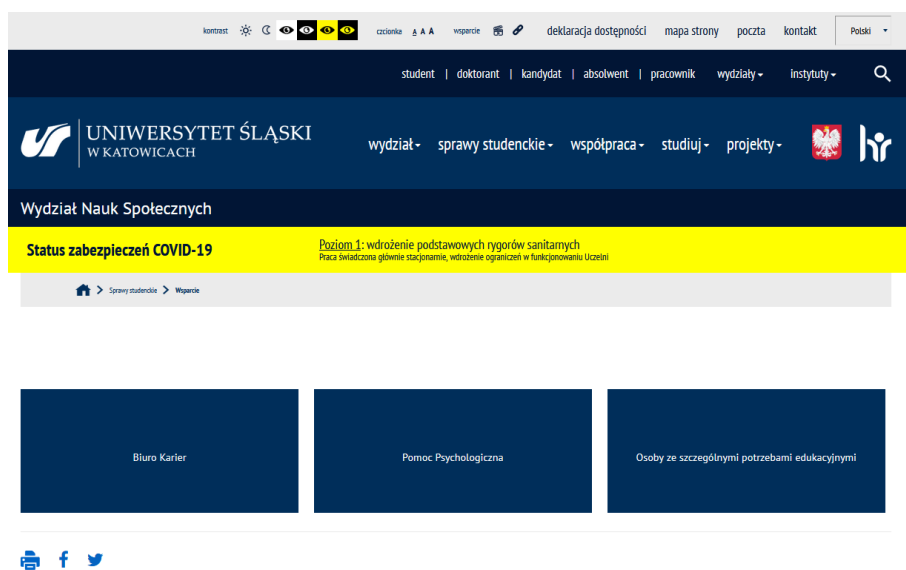 kontrast czcionka A A A wsparcie deklaracja dostępności mapa strony poczta kontakt Polski
student | doktorant | kandydat | absolwent | pracownik wydziały instytuty
UNIWERSYTET ŚLĄSKI
W KATOWICACH
wydział sprawy studenckie współpraca studiuj projekty
hr
Wydział Nauk Społecznych
Status zabezpieczeń COVID-19
Poziom 1: wdrożenie podstawowych rygorów sanitarnych
Praca świadczona głównie stacjonarnie, wdrożenie ograniczeń w funkcjonowaniu Uczelni
Sprawy studenckie Wsparcie
Biuro Karier
Pomoc Psychologiczna
Osoby ze szczególnymi potrzebami edukacyjnymi